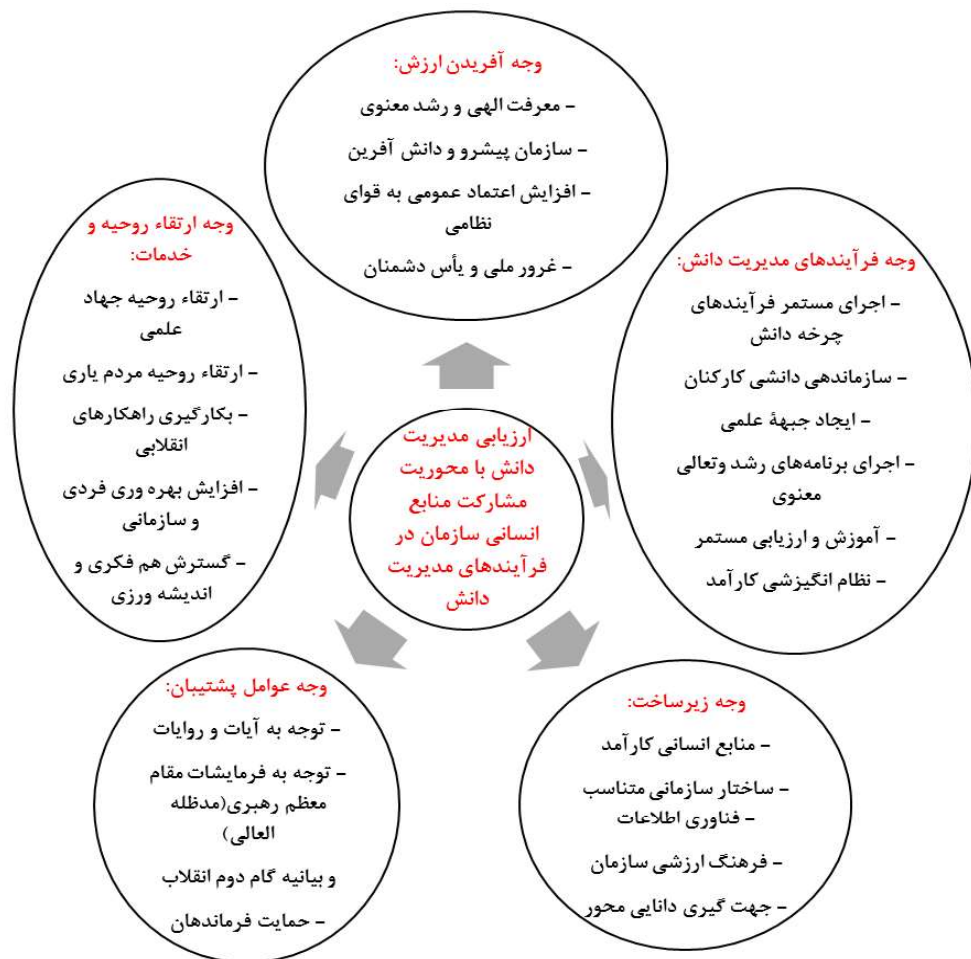 وجه آفریدن ارزش:
- معرفت الهی و رشد معنوی
- سازمان پیشرو و دانش آفرین
- افزایش اعتماد عمومی به قوای
نظامی
- غرور ملی و یأس دشمنان
وجه فرآیندهای مدیریت دانش:
- اجرای مستمر فرآیندهای
چرخه دانش
- سازماندهی دانشی کارکنان
- ایجاد جبههٔ علمی
- اجرای برنامه‌های رشد وتعالی
معنوی
- آموزش و ارزیابی مستمر
- نظام انگیزشی کارآمد
وجه ارتقاء روحیه و
خدمات:
- ارتقاء روحیه جهاد
علمی
- ارتقاء روحیه مردم یاری
- بکارگیری راهکارهای
انقلابی
- افزایش بهره وری فردی
و سازمانی
- گسترش هم فکری و
اندیشه ورزی
ارزیابی مدیریت
دانش با محوریت
مشارکت منابع
انسانی سازمان در
فرآیندهای مدیریت
دانش
وجه زیرساخت:
- منابع انسانی کارآمد
- ساختار سازمانی متناسب
- فناوری اطلاعات
- فرهنگ ارزشی سازمان
- جهت گیری دانایی محور
وجه عوامل پشتیبان:
- توجه به آیات و روایات
- توجه به فرمایشات مقام
معظم رهبری(مدظله
العالی)
و بیانیه گام دوم انقلاب
- حمایت فرماندهان